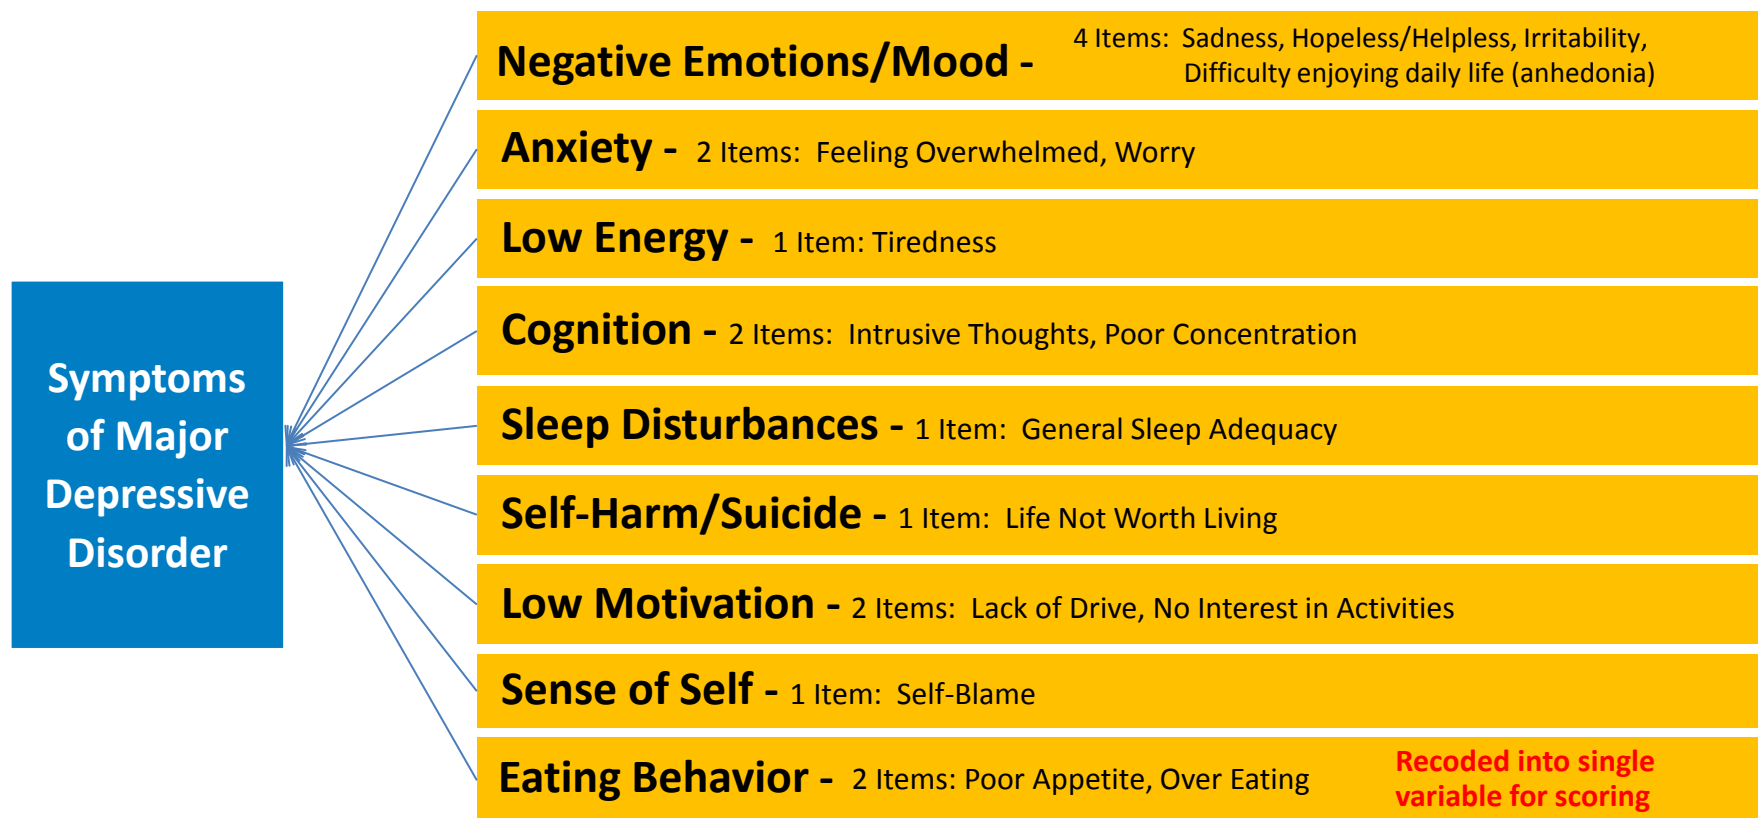 Symptoms
of Major
Depressive
Disorder
Negative Emotions/Mood - 4 Items: Sadness, Hopeless/Helpless, Irritability,
Difficulty enjoying daily life (anhedonia)
Anxiety - 2 Items: Feeling Overwhelmed, Worry
Low Energy - 1 Item: Tiredness
Cognition - 2 Items: Intrusive Thoughts, Poor Concentration
Sleep Disturbances - 1 Item: General Sleep Adequacy
Self-Harm/Suicide - 1 Item: Life Not Worth Living
Low Motivation - 2 Items: Lack of Drive, No Interest in Activities
Sense of Self - 1 Item: Self-Blame
Eating Behavior - 2 Items: Poor Appetite, Over Eating
Recoded into single
variable for scoring